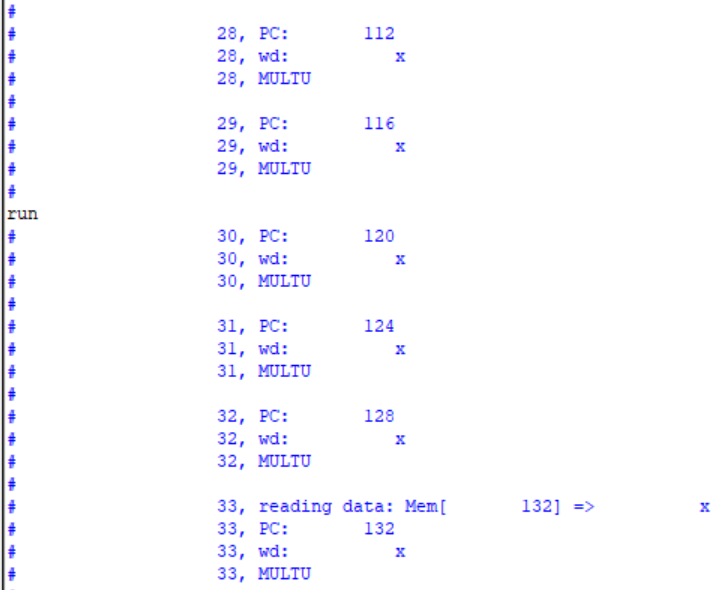 #
# 28, PC: 112
# 28, wd: x
# 28, MULTU
#
# 29, PC: 116
# 29, wd: x
# 29, MULTU
#
run
# 30, PC: 120
# 30, wd: x
# 30, MULTU
#
# 31, PC: 124
# 31, wd: x
# 31, MULTU
#
# 32, PC: 128
# 32, wd: x
# 32, MULTU
#
# 33, reading data: Mem[ 132] => x
# 33, PC: 132
# 33, wd: x
# 33, MULTU